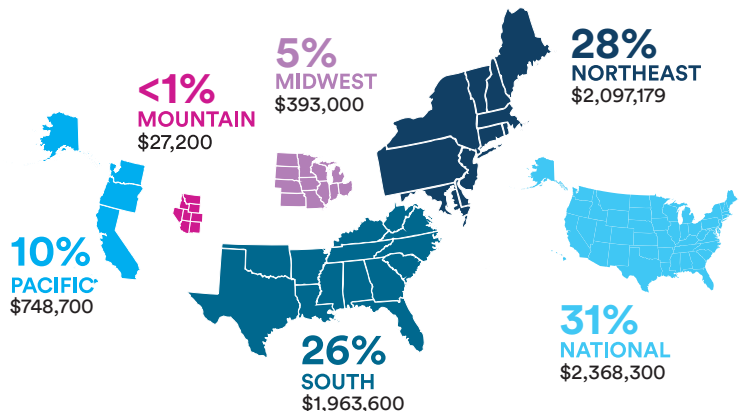 28%
NORTHEAST
$2,097,179
5%
MIDWEST
$393,000
<1%
MOUNTAIN
$27,200
10%
PACIFIC*
$748,700
31%
NATIONAL
$2,368,300
26%
SOUTH
$1,963,600